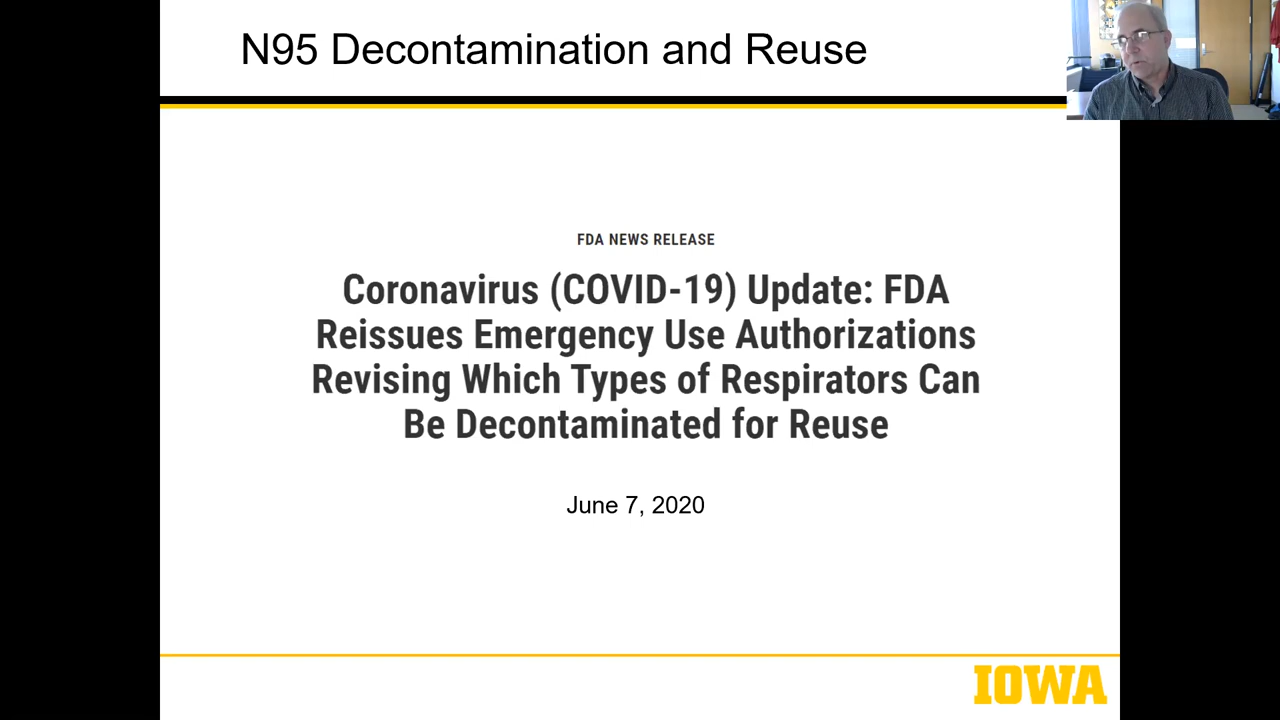 N95 Decontamination and Reuse
FDA NEWS RELEASE
Coronavirus (COVID-19) Update: FDA
Reissues Emergency Use Authorizations
Revising Which Types of Respirators Can
Be Decontaminated for Reuse
June 7, 2020
IOWA